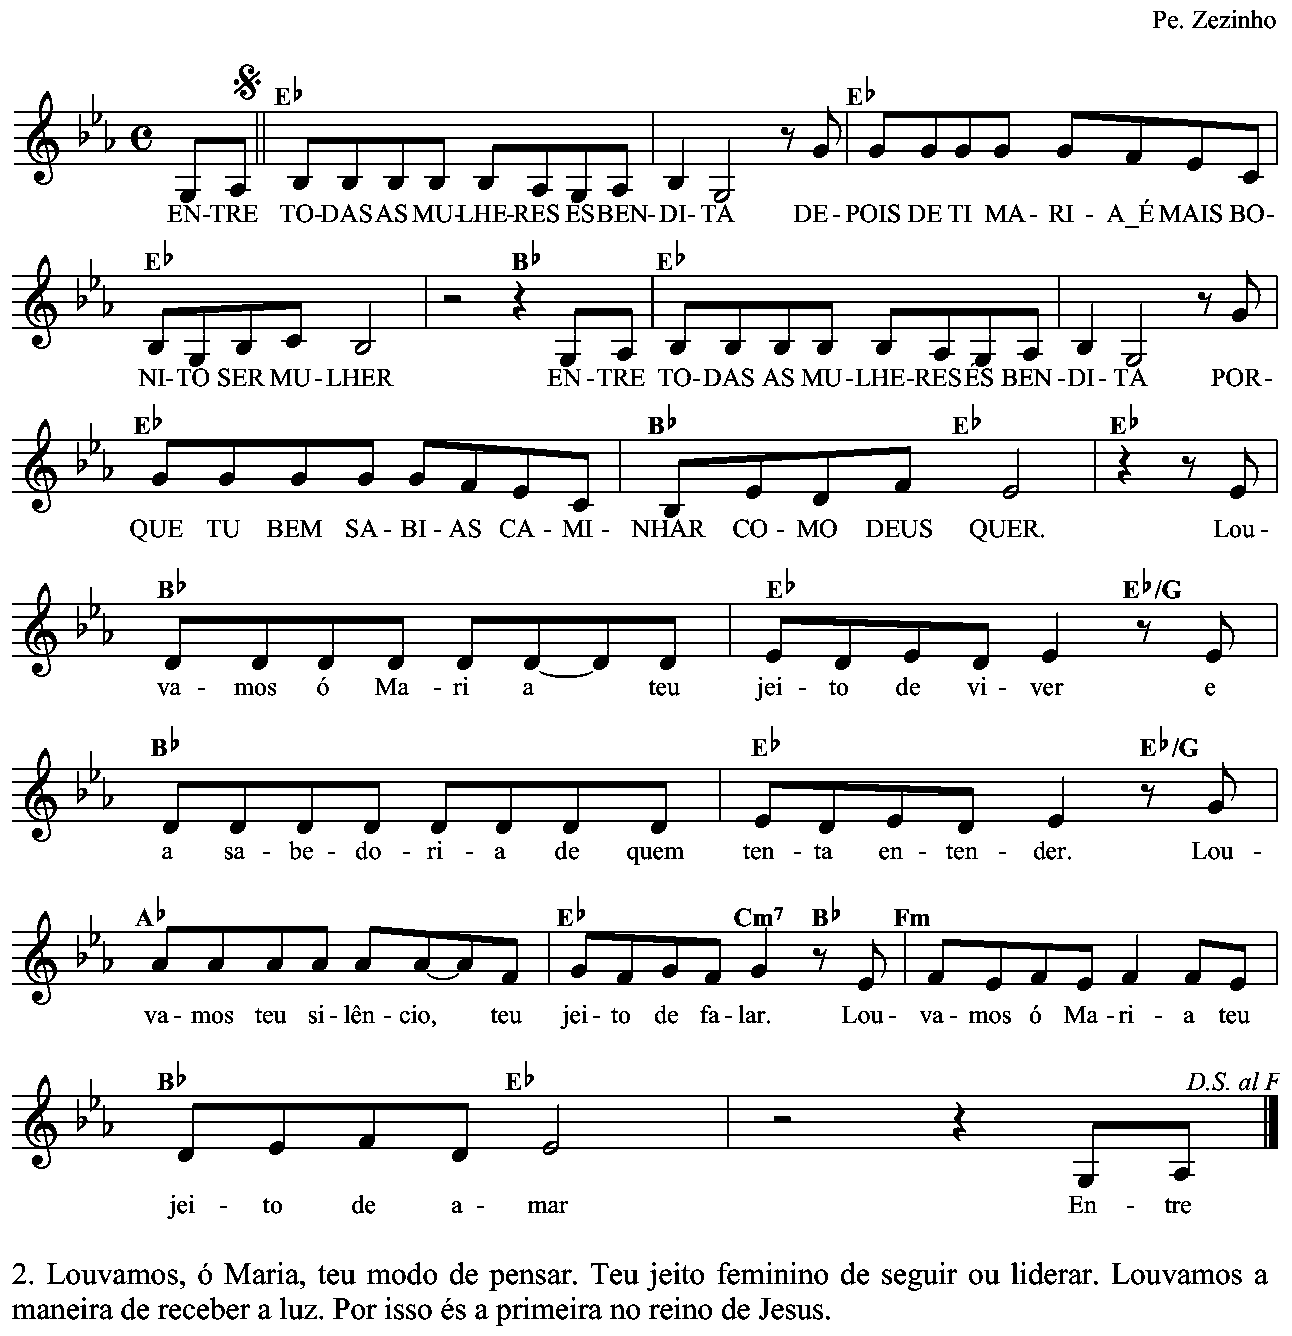 Pe. Zezinho
E♭ E♭
EN-TRE TO-DAS AS MU-LHE-RES ÉS BEN-DI-TA DE-POIS DE TI MA-RI-A_É MAIS BO-
E♭ B♭ E♭
NI-TO SER MU-LHER EN-TRE TO-DAS AS MU-LHE-RES ÉS BEN-DI-TA POR-
E♭ B♭ E♭ E♭
QUE TU BEM SA-BI-AS CA-MI-NHAR CO-MO DEUS QUER. Lou-
B♭ E♭ E♭/G
va-mos ó Ma-ri a teu jei-to de vi-ver e
B♭ E♭ E♭/G
a sa-be-do-ri-a de quem ten-ta en-ten-der. Lou-
A♭ E♭ Cm7 B♭ Fm
va-mos teu si-lên-cio, teu jei-to de fa-lar. Lou-va-mos ó Ma-ri-a teu
B♭ E♭ D.S. al F
jei-to de a-mar En-tre
2. Louvamos, ó Maria, teu modo de pensar. Teu jeito feminino de seguir ou liderar. Louvamos a
maneira de receber a luz. Por isso és a primeira no reino de Jesus.